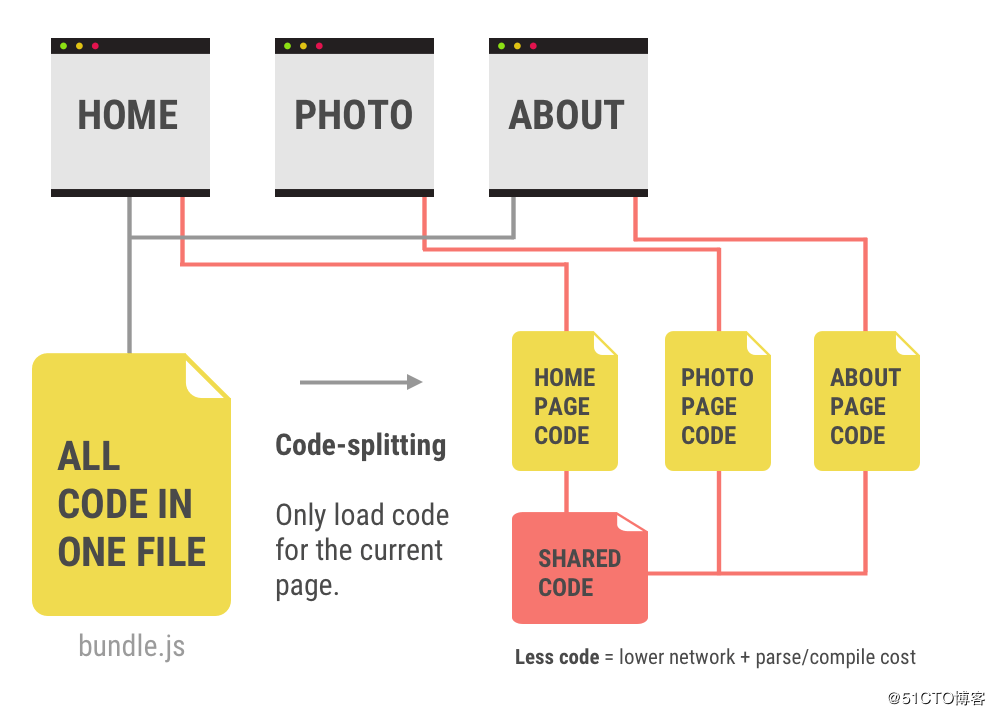 HOME
PHOTO
ABOUT
ALL
CODE IN
ONE FILE
bundle.js
Code-splitting
Only load code
for the current
page.
HOME
PAGE
CODE
PHOTO
PAGE
CODE
ABOUT
PAGE
CODE
SHARED
CODE
Less code = lower network + parse/compile cost
@51CTO博客